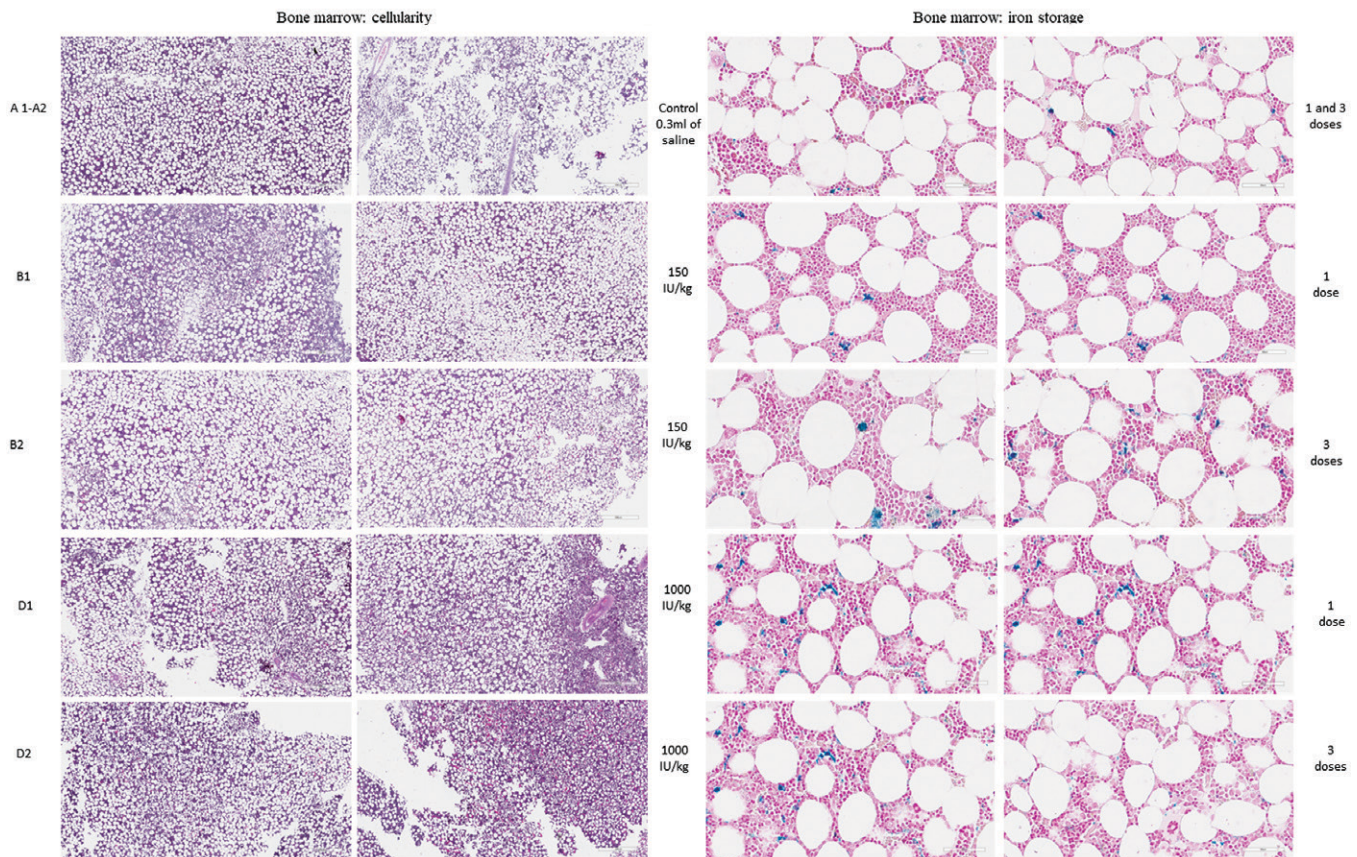 Bone marrow: cellularity
Bone marrow: iron storage
A 1-A2
Control
0.3ml of
saline
1 and 3
doses
B1
150
IU/kg
1
dose
B2
150
IU/kg
3
doses
D1
1000
IU/kg
1
dose
D2
1000
IU/kg
3
doses